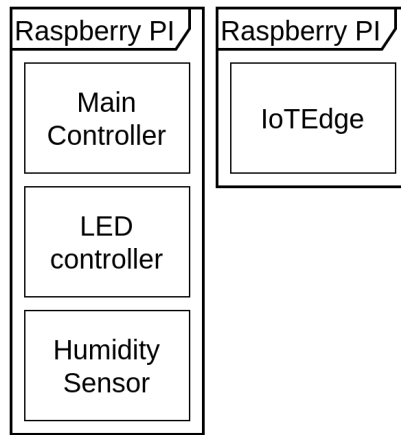 Raspberry PI
Main
Controller
LED
controller
Humidity
Sensor
Raspberry PI
IoTEdge